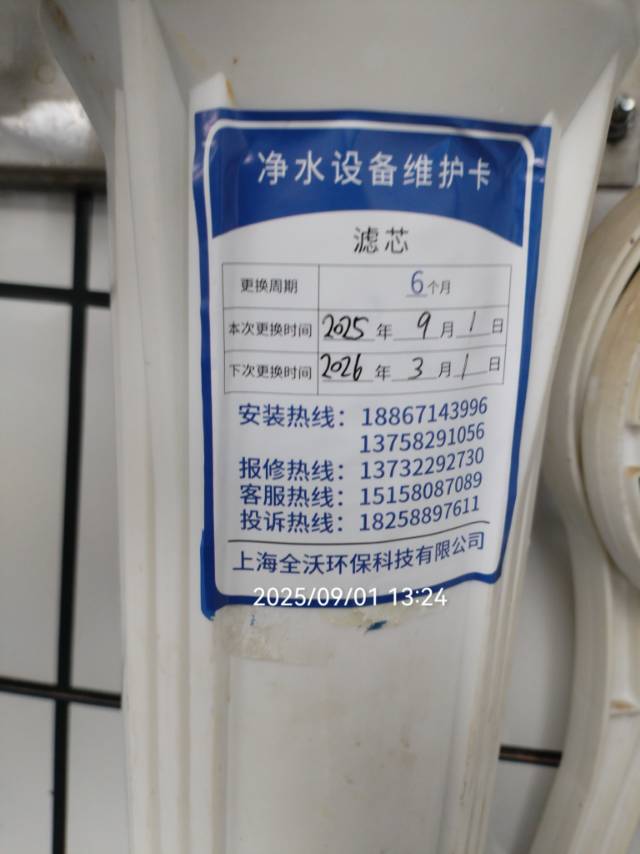 净水设备维护卡
滤芯
更换周期 6个月
本次更换时间 2025年 9月 1日
下次更换时间 2026年 3月 1日
安装热线：18867143996
13758291056
报修热线：13732292730
客服热线：15158087089
投诉热线：18258897611
上海全沃环保科技有限公司
2025/09/01 13:24